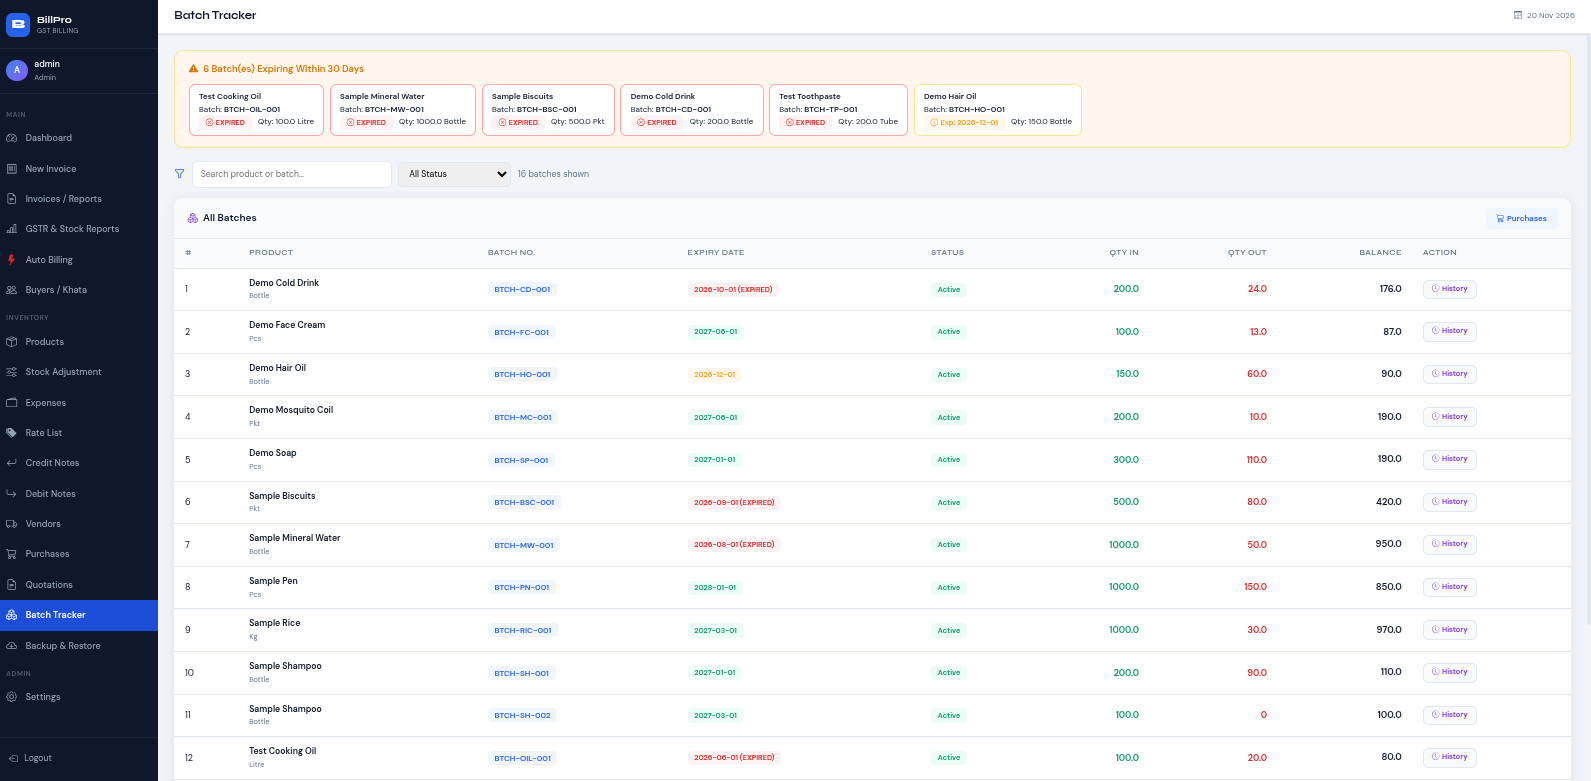 BillPro
GST BILLING
A
admin
Admin
MAIN
Dashboard
New Invoice
Invoices / Reports
GSTR & Stock Reports
Auto Billing
Buyers / Khata
INVENTORY
Products
Stock Adjustment
Expenses
Rate List
Credit Notes
Debit Notes
Vendors
Purchases
Quotations
Batch Tracker
Backup & Restore
ADMIN
Settings
Logout
Batch Tracker
20 Nov 2026
6 Batch(es) Expiring Within 30 Days
Test Cooking Oil
Batch: BTCH-OIL-001
EXPIRED Qty: 100.0 Litre
Sample Mineral Water
Batch: BTCH-MW-001
EXPIRED Qty: 1000.0 Bottle
Sample Biscuits
Batch: BTCH-BSC-001
EXPIRED Qty: 500.0 Pkt
Demo Cold Drink
Batch: BTCH-CD-001
EXPIRED Qty: 200.0 Bottle
Test Toothpaste
Batch: BTCH-TP-001
EXPIRED Qty: 200.0 Tube
Demo Hair Oil
Batch: BTCH-HO-001
Exp: 2026-12-01 Qty: 150.0 Bottle
Search product or batch... All Status 16 batches shown
All Batches
Purchases
# PRODUCT BATCH NO. EXPIRY DATE STATUS QTY IN QTY OUT BALANCE ACTION
1 Demo Cold Drink BTCH-CD-001 2026-10-01 (EXPIRED) Active 200.0 24.0 176.0 History
Bottle
2 Demo Face Cream BTCH-FC-001 2027-06-01 Active 100.0 13.0 87.0 History
Pcs
3 Demo Hair Oil BTCH-HO-001 2026-12-01 Active 150.0 60.0 90.0 History
Bottle
4 Demo Mosquito Coil BTCH-MC-001 2027-06-01 Active 200.0 10.0 190.0 History
Pkt
5 Demo Soap BTCH-SP-001 2027-01-01 Active 300.0 110.0 190.0 History
Pcs
6 Sample Biscuits BTCH-BSC-001 2026-09-01 (EXPIRED) Active 500.0 80.0 420.0 History
Pkt
7 Sample Mineral Water BTCH-MW-001 2026-08-01 (EXPIRED) Active 1000.0 50.0 950.0 History
Bottle
8 Sample Pen BTCH-PN-001 2028-01-01 Active 1000.0 150.0 850.0 History
Pcs
9 Sample Rice BTCH-RIC-001 2027-03-01 Active 1000.0 30.0 970.0 History
Kg
10 Sample Shampoo BTCH-SH-001 2027-01-01 Active 200.0 90.0 110.0 History
Bottle
11 Sample Shampoo BTCH-SH-002 2027-03-01 Active 100.0 0 100.0 History
Bottle
12 Test Cooking Oil BTCH-OIL-001 2026-06-01 (EXPIRED) Active 100.0 20.0 80.0 History
Litre